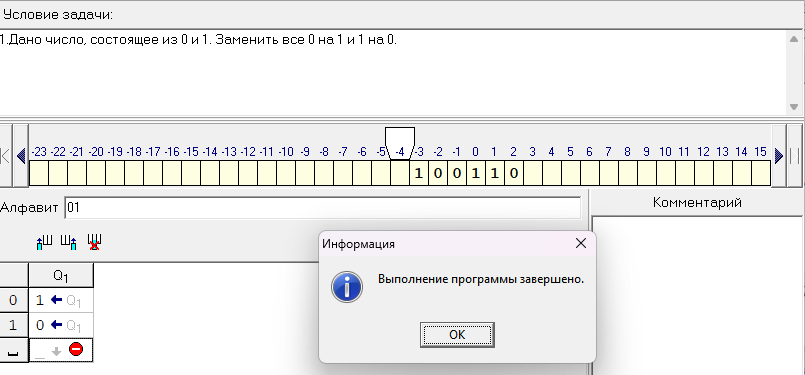 Условие задачи:
1.Дано число, состоящее из 0 и 1. Заменить все 0 на 1 и 1 на 0.
-23 -22 -21 -20 -19 -18 -17 -16 -15 -14 -13 -12 -11 -10 -9 -8 -7 -6 -5 -4 -3 -2 -1 0 1 2 3 4 5 6 7 8 9 10 11 12 13 14 15
1 0 0 1 1 0
Алфавит 01
Комментарий
Информация
Выполнение программы завершено.
OK
Q1
0 1 ← Q1
1 0 ← Q1
_ ↓